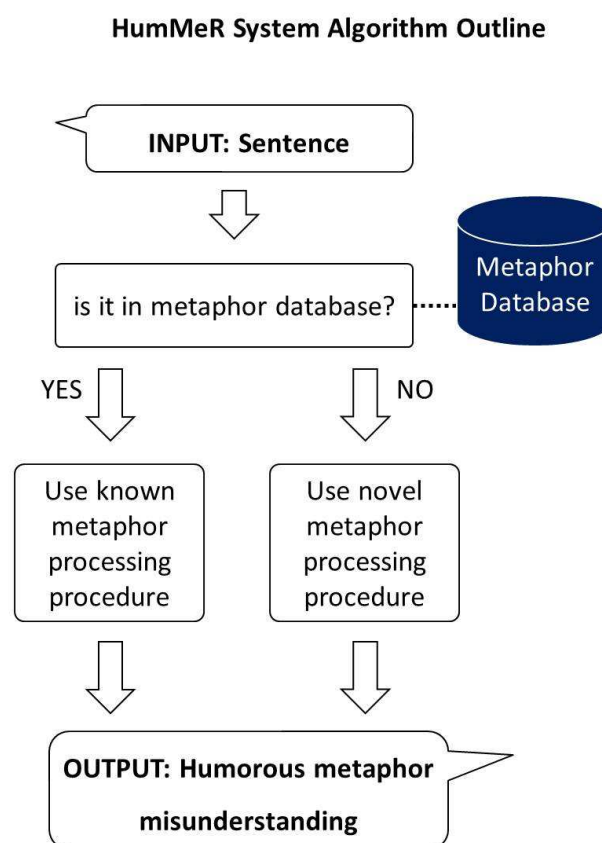 HumMeR System Algorithm Outline
INPUT: Sentence
is it in metaphor database?
Metaphor
Database
YES
NO
Use known
metaphor
processing
procedure
Use novel
metaphor
processing
procedure
OUTPUT: Humorous metaphor
misunderstanding